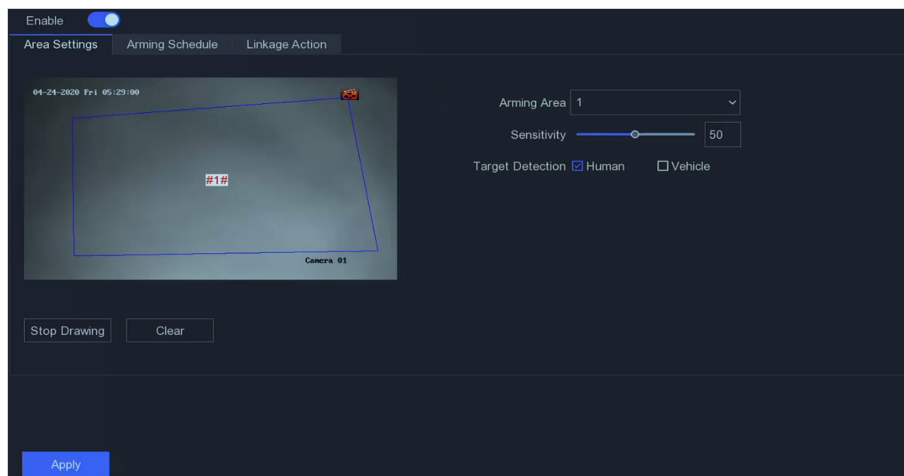 Enable
Area Settings Arming Schedule Linkage Action
04-24-2020 Fri 05:29:00
Arming Area 1
Sensitivity 50
Target Detection Human Vehicle
#1#
Camera 01
Stop Drawing Clear
Apply